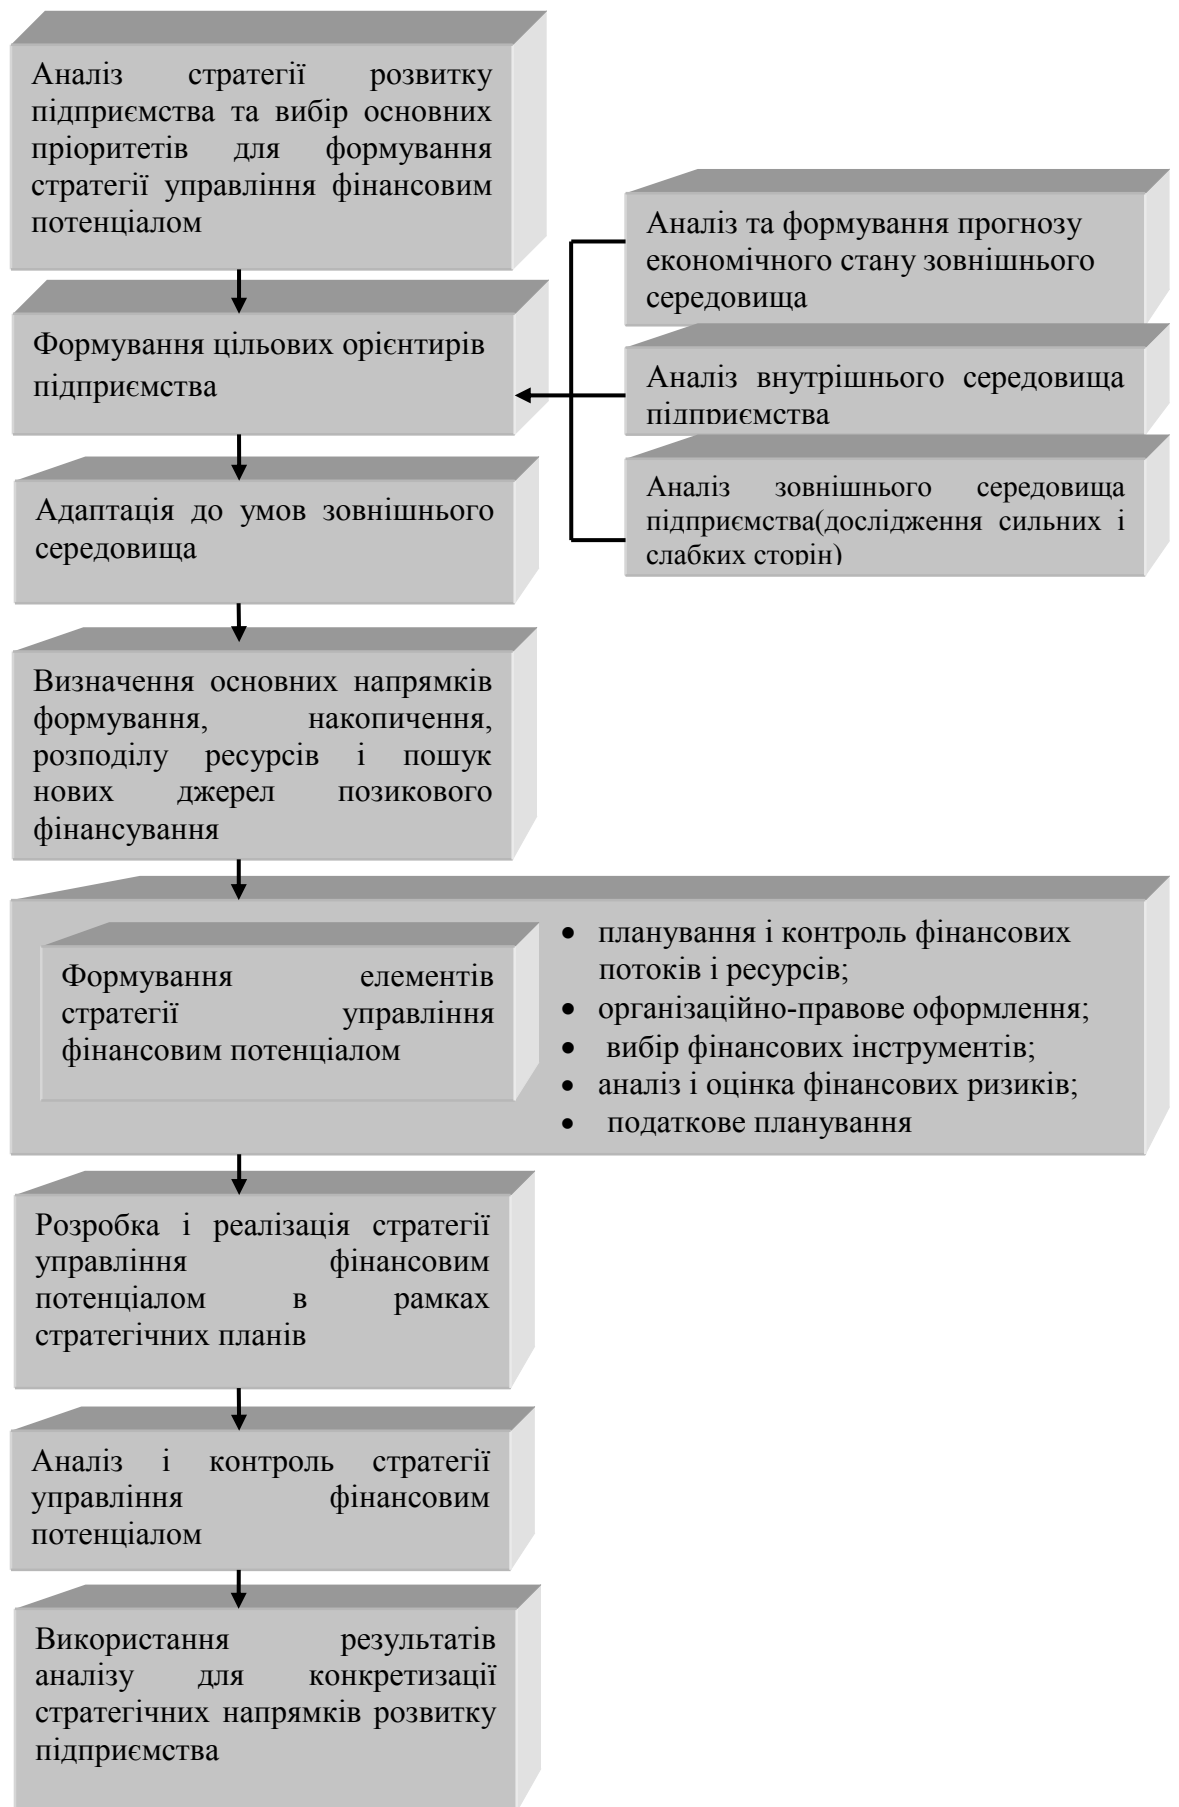 Аналіз стратегії розвитку
підприємства та вибір основних
пріоритетів для формування
стратегії управління фінансовим
потенціалом
Аналіз та формування прогнозу
економічного стану зовнішнього
середовища
Формування цільових орієнтирів
підприємства
Аналіз внутрішнього середовища
підприємства
Аналіз зовнішнього середовища
підприємства(дослідження сильних і
слабких сторін)
Адаптація до умов зовнішнього
середовища
Визначення основних напрямків
формування, накопичення,
розподілу ресурсів і пошук
нових джерел позикового
фінансування
Формування елементів
стратегії управління
фінансовим потенціалом
• планування і контроль фінансових
потоків і ресурсів;
• організаційно-правове оформлення;
• вибір фінансових інструментів;
• аналіз і оцінка фінансових ризиків;
• податкове планування
Розробка і реалізація стратегії
управління фінансовим
потенціалом в рамках
стратегічних планів
Аналіз і контроль стратегії
управління фінансовим
потенціалом
Використання результатів
аналізу для конкретизації
стратегічних напрямків розвитку
підприємства